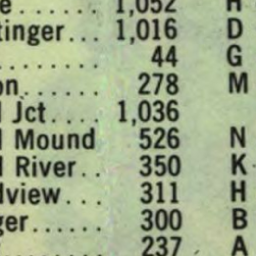 e...... 1,052 H
tinger... 1,016 D
........ 44 G
on..... 278 M
l Jct.... 1,036
l Mound 526 N
l River.. 350 K
lview... 311 H
ger...... 300 B
........ 237 A